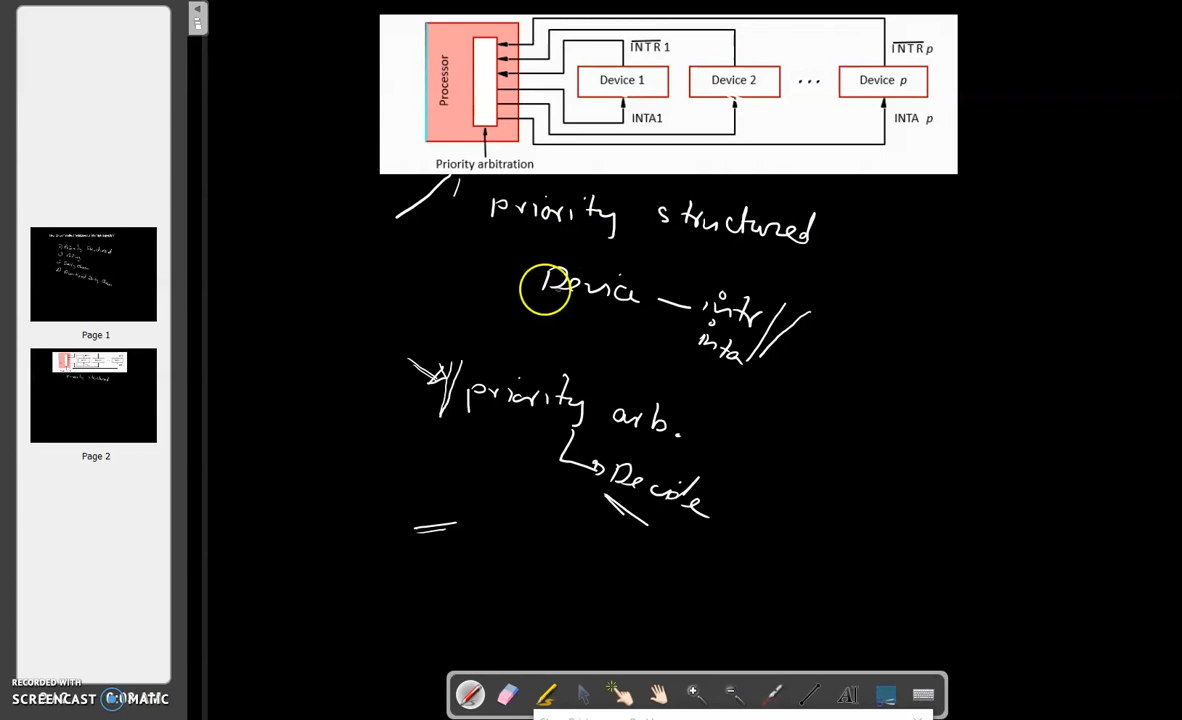 INTR 1
INTR p
Processor
Device 1
Device 2
...
Device p
INTA1
INTA p
Priority arbitration
priority structured
Device — intr
inta
priority arb.
Decide
Page 1
Page 2
RECORDED WITH
SCREENCAST MATIC